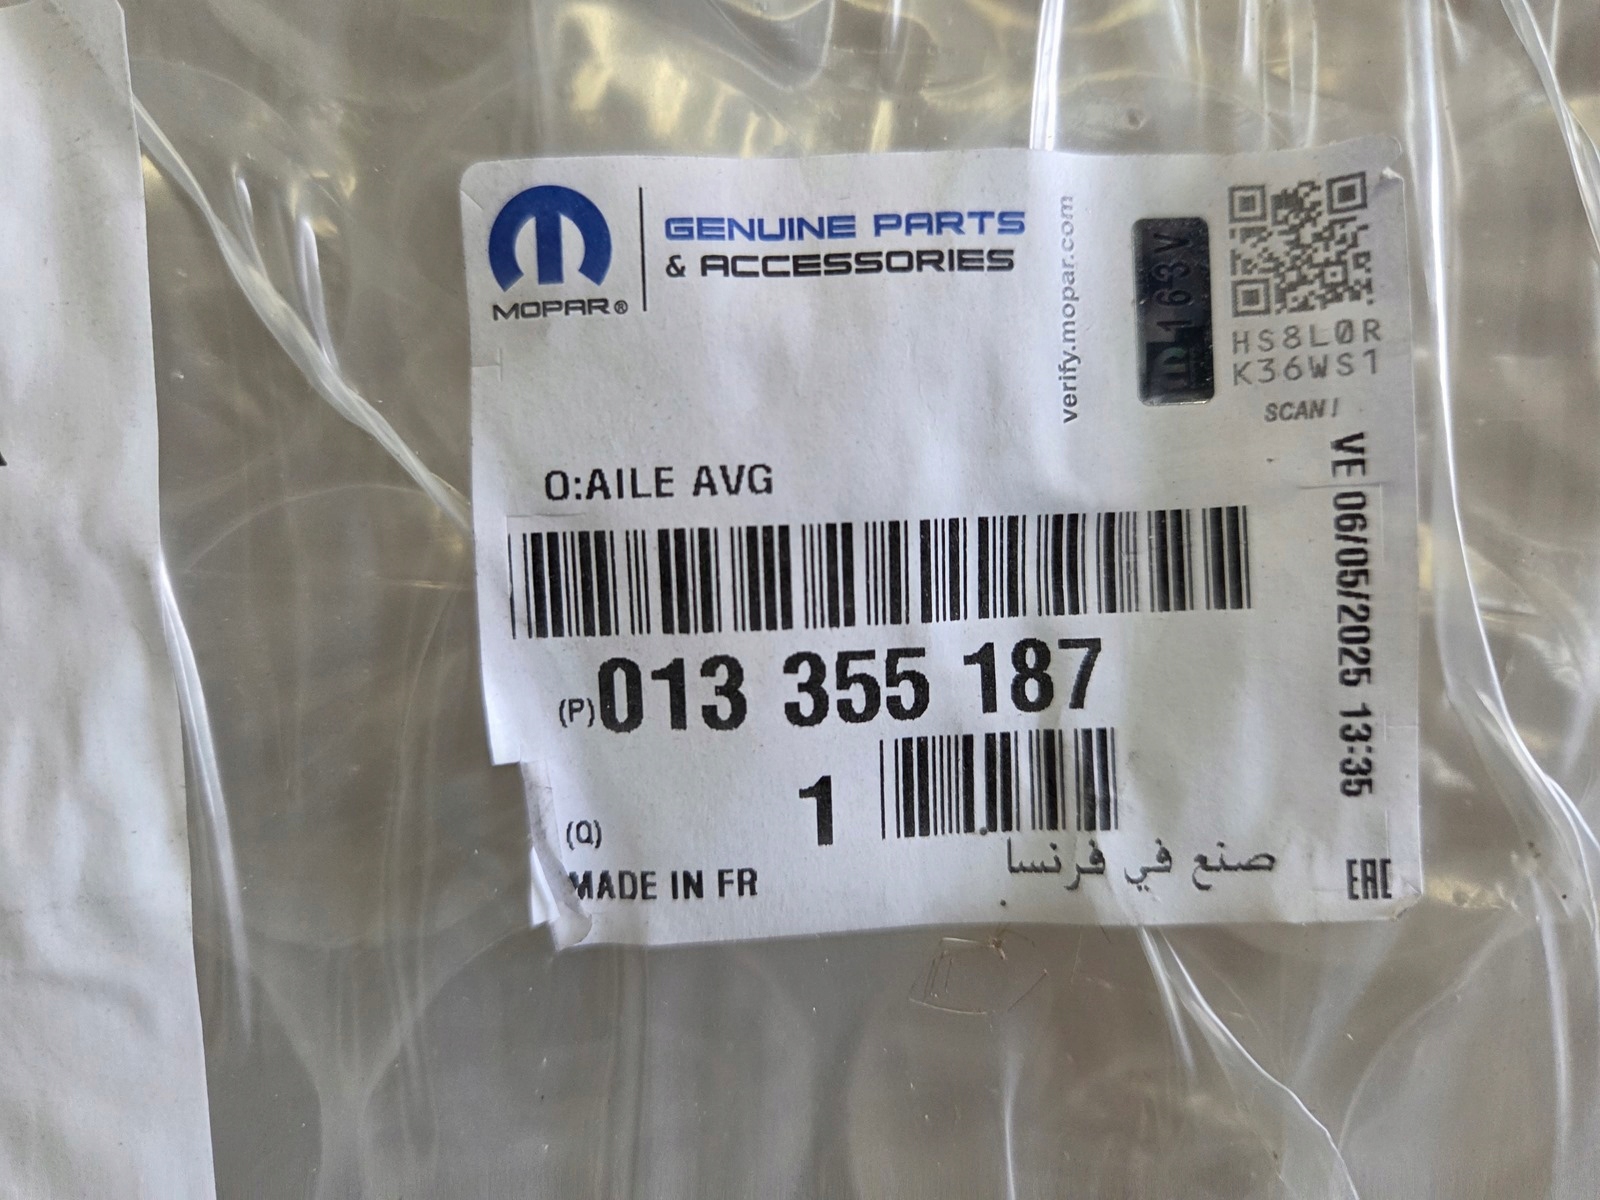 MOPAR®
GENUINE PARTS
& ACCESSORIES
verify.mopar.com
163V
HS8L0R
K36WS1
SCAN!
VE 06/05/2025 13:35
O:AILE AVG
(P) 013 355 187
(Q) 1
MADE IN FR
صنع في فرنسا
EAC